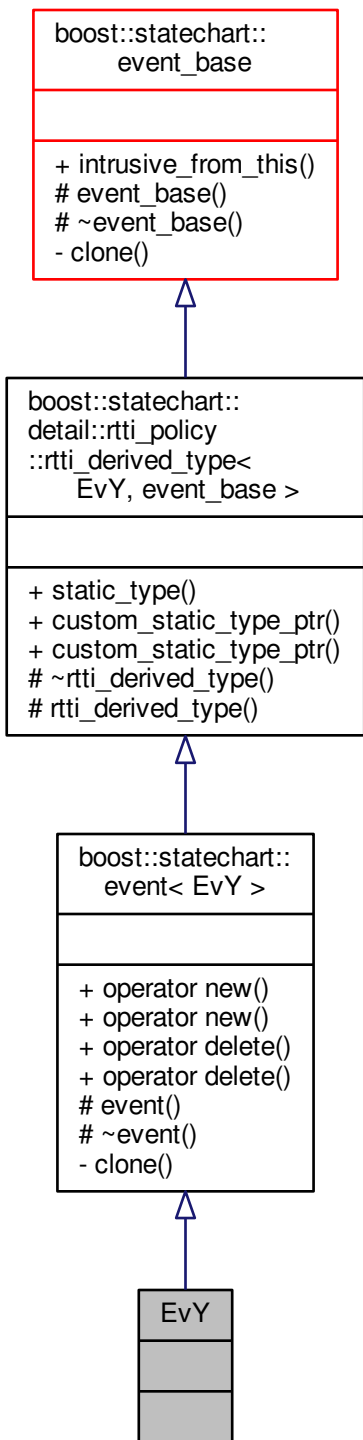 boost::statechart::
event_base
+ intrusive_from_this()
# event_base()
# ~event_base()
- clone()
boost::statechart::
detail::rtti_policy
::rtti_derived_type<
EvY, event_base >
+ static_type()
+ custom_static_type_ptr()
+ custom_static_type_ptr()
# ~rtti_derived_type()
# rtti_derived_type()
boost::statechart::
event< EvY >
+ operator new()
+ operator new()
+ operator delete()
+ operator delete()
# event()
# ~event()
- clone()
EvY